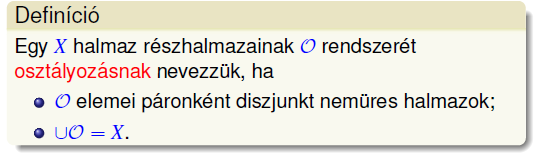 Definíció
Egy X halmaz részhalmazainak 𝒪 rendszerét
osztályozásnak nevezzük, ha
𝒪 elemei páronként diszjunkt nemüres halmazok;
∪𝒪 = X.